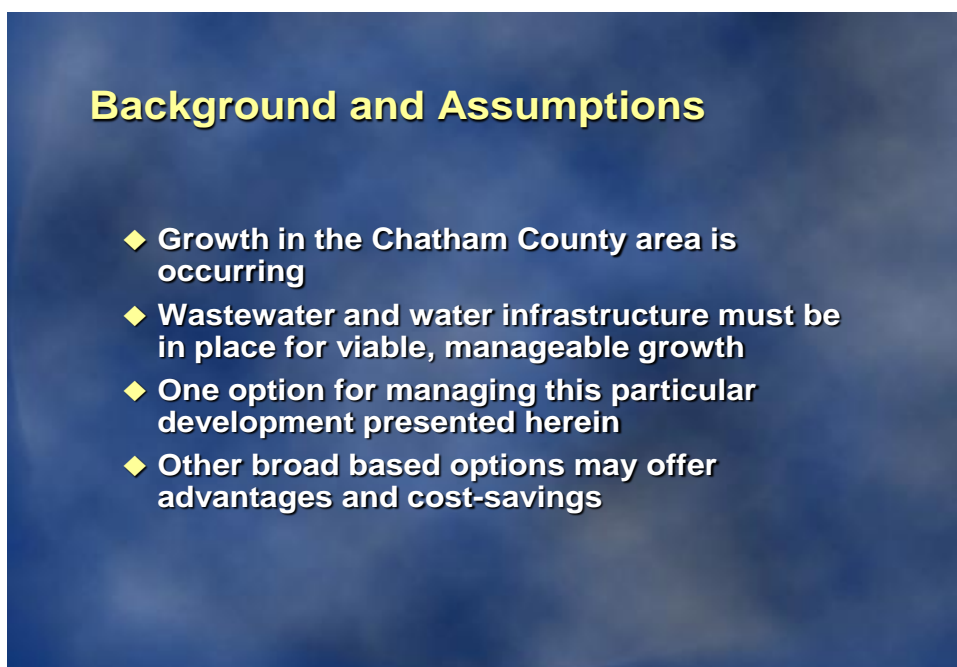 Background and Assumptions
Growth in the Chatham County area is
occurring
Wastewater and water infrastructure must be
in place for viable, manageable growth
One option for managing this particular
development presented herein
Other broad based options may offer
advantages and cost-savings